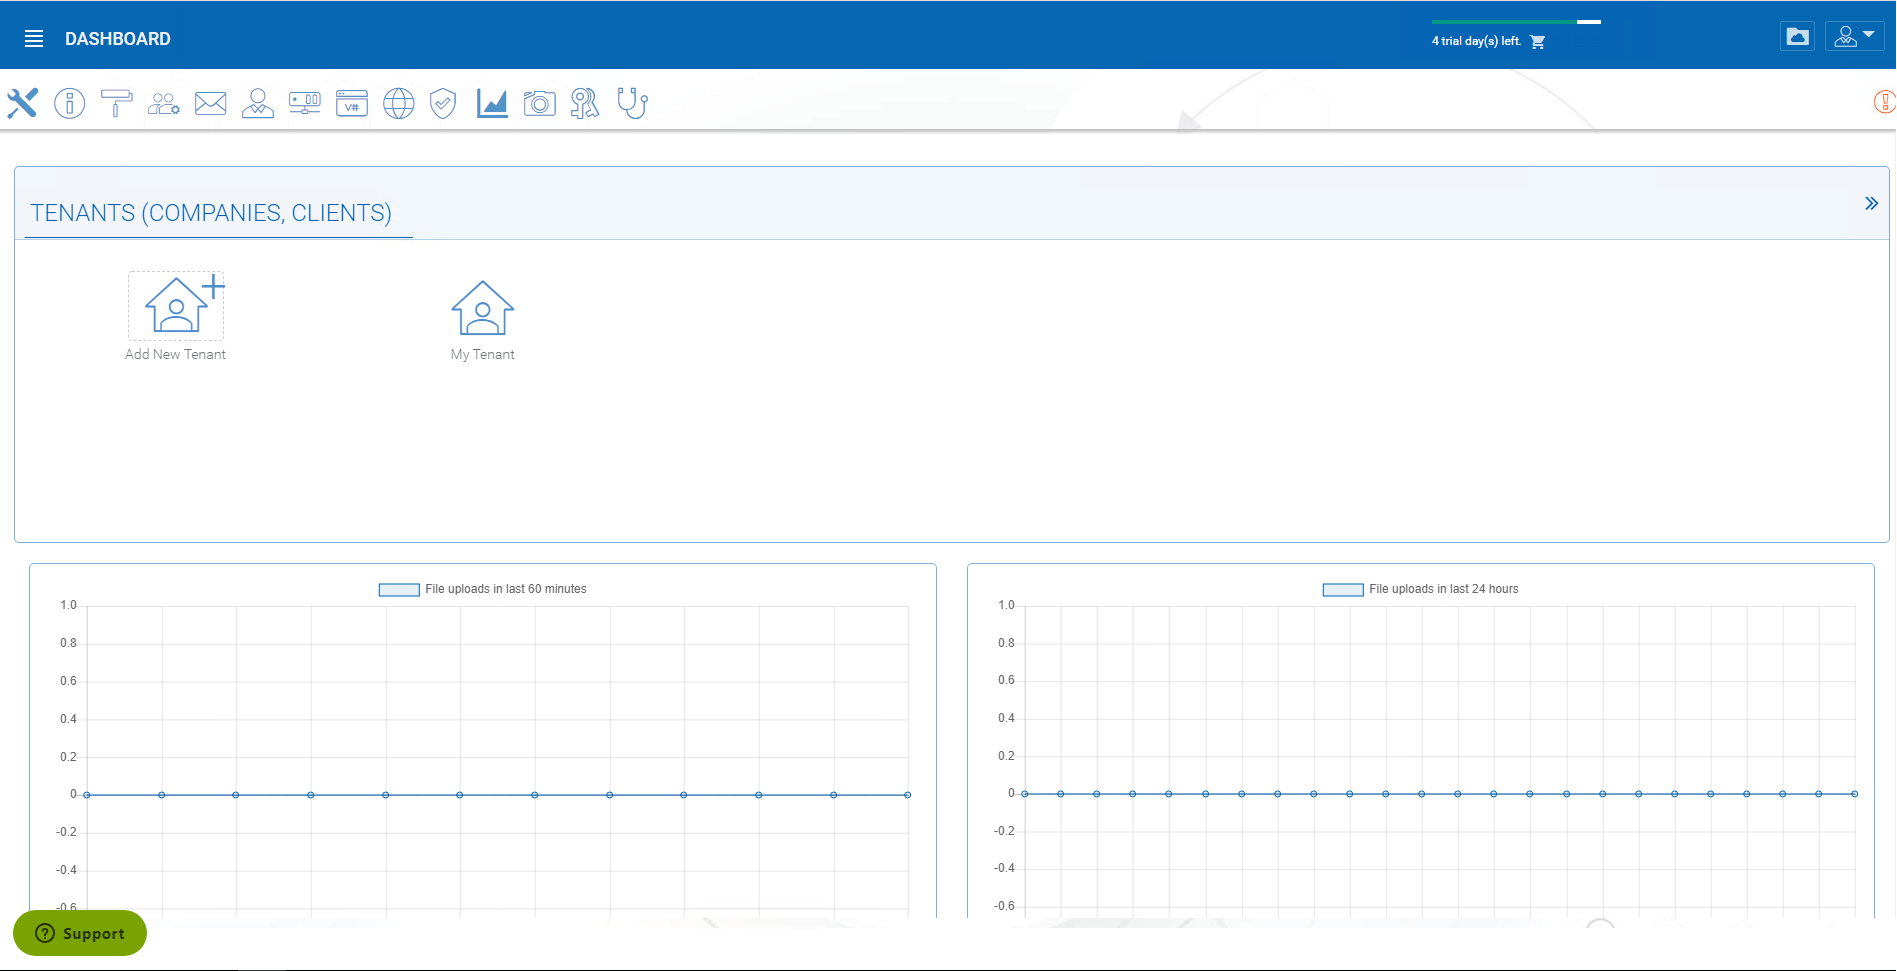 DASHBOARD
4 trial day(s) left.
V#
TENANTS (COMPANIES, CLIENTS)
Add New Tenant
My Tenant
File uploads in last 60 minutes
1.0
0.8
0.6
0.4
0.2
0
-0.2
-0.4
-0.6
File uploads in last 24 hours
1.0
0.8
0.6
0.4
0.2
0
-0.2
-0.4
-0.6
Support